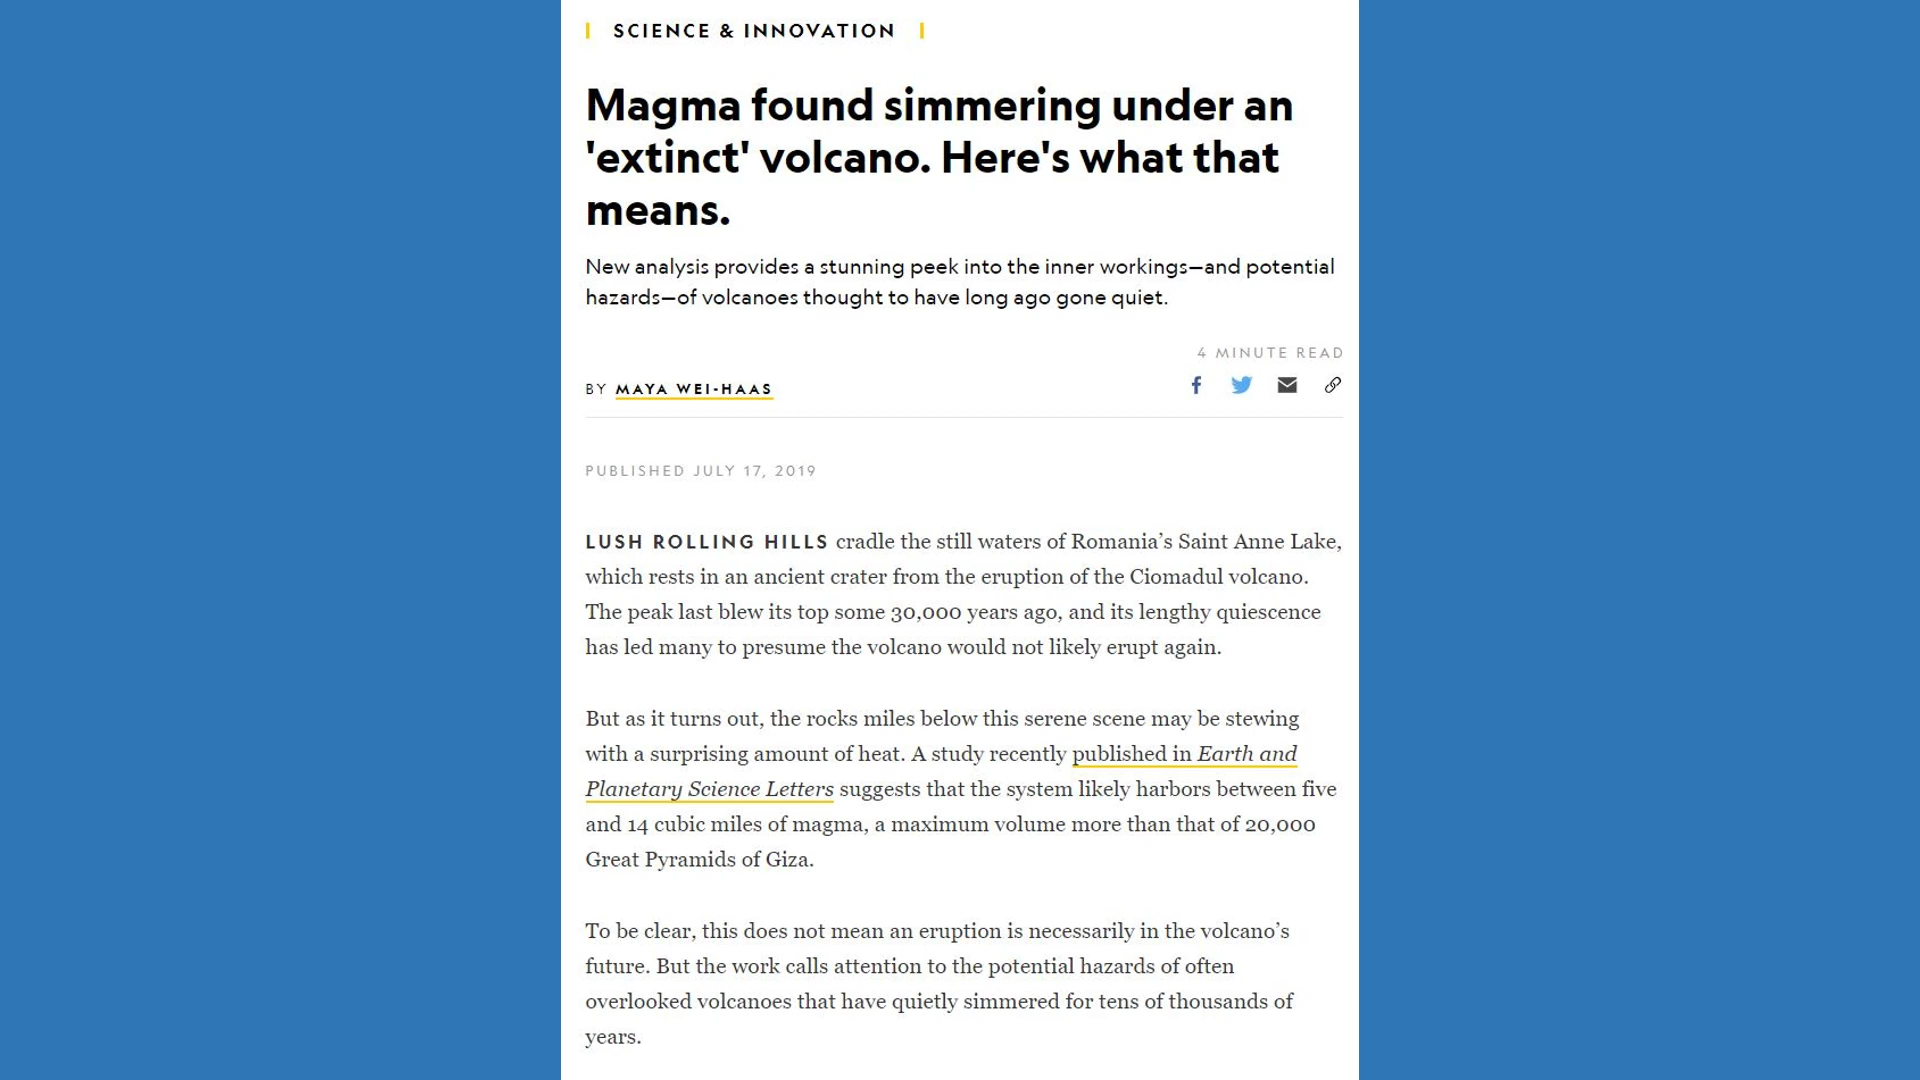 SCIENCE & INNOVATION
Magma found simmering under an
'extinct' volcano. Here's what that
means.
New analysis provides a stunning peek into the inner workings—and potential
hazards—of volcanoes thought to have long ago gone quiet.
4 MINUTE READ
BY MAYA WEI-HAAS
PUBLISHED JULY 17, 2019
LUSH ROLLING HILLS cradle the still waters of Romania’s Saint Anne Lake,
which rests in an ancient crater from the eruption of the Ciomadul volcano.
The peak last blew its top some 30,000 years ago, and its lengthy quiescence
has led many to presume the volcano would not likely erupt again.
But as it turns out, the rocks miles below this serene scene may be stewing
with a surprising amount of heat. A study recently published in Earth and
Planetary Science Letters suggests that the system likely harbors between five
and 14 cubic miles of magma, a maximum volume more than that of 20,000
Great Pyramids of Giza.
To be clear, this does not mean an eruption is necessarily in the volcano’s
future. But the work calls attention to the potential hazards of often
overlooked volcanoes that have quietly simmered for tens of thousands of
years.